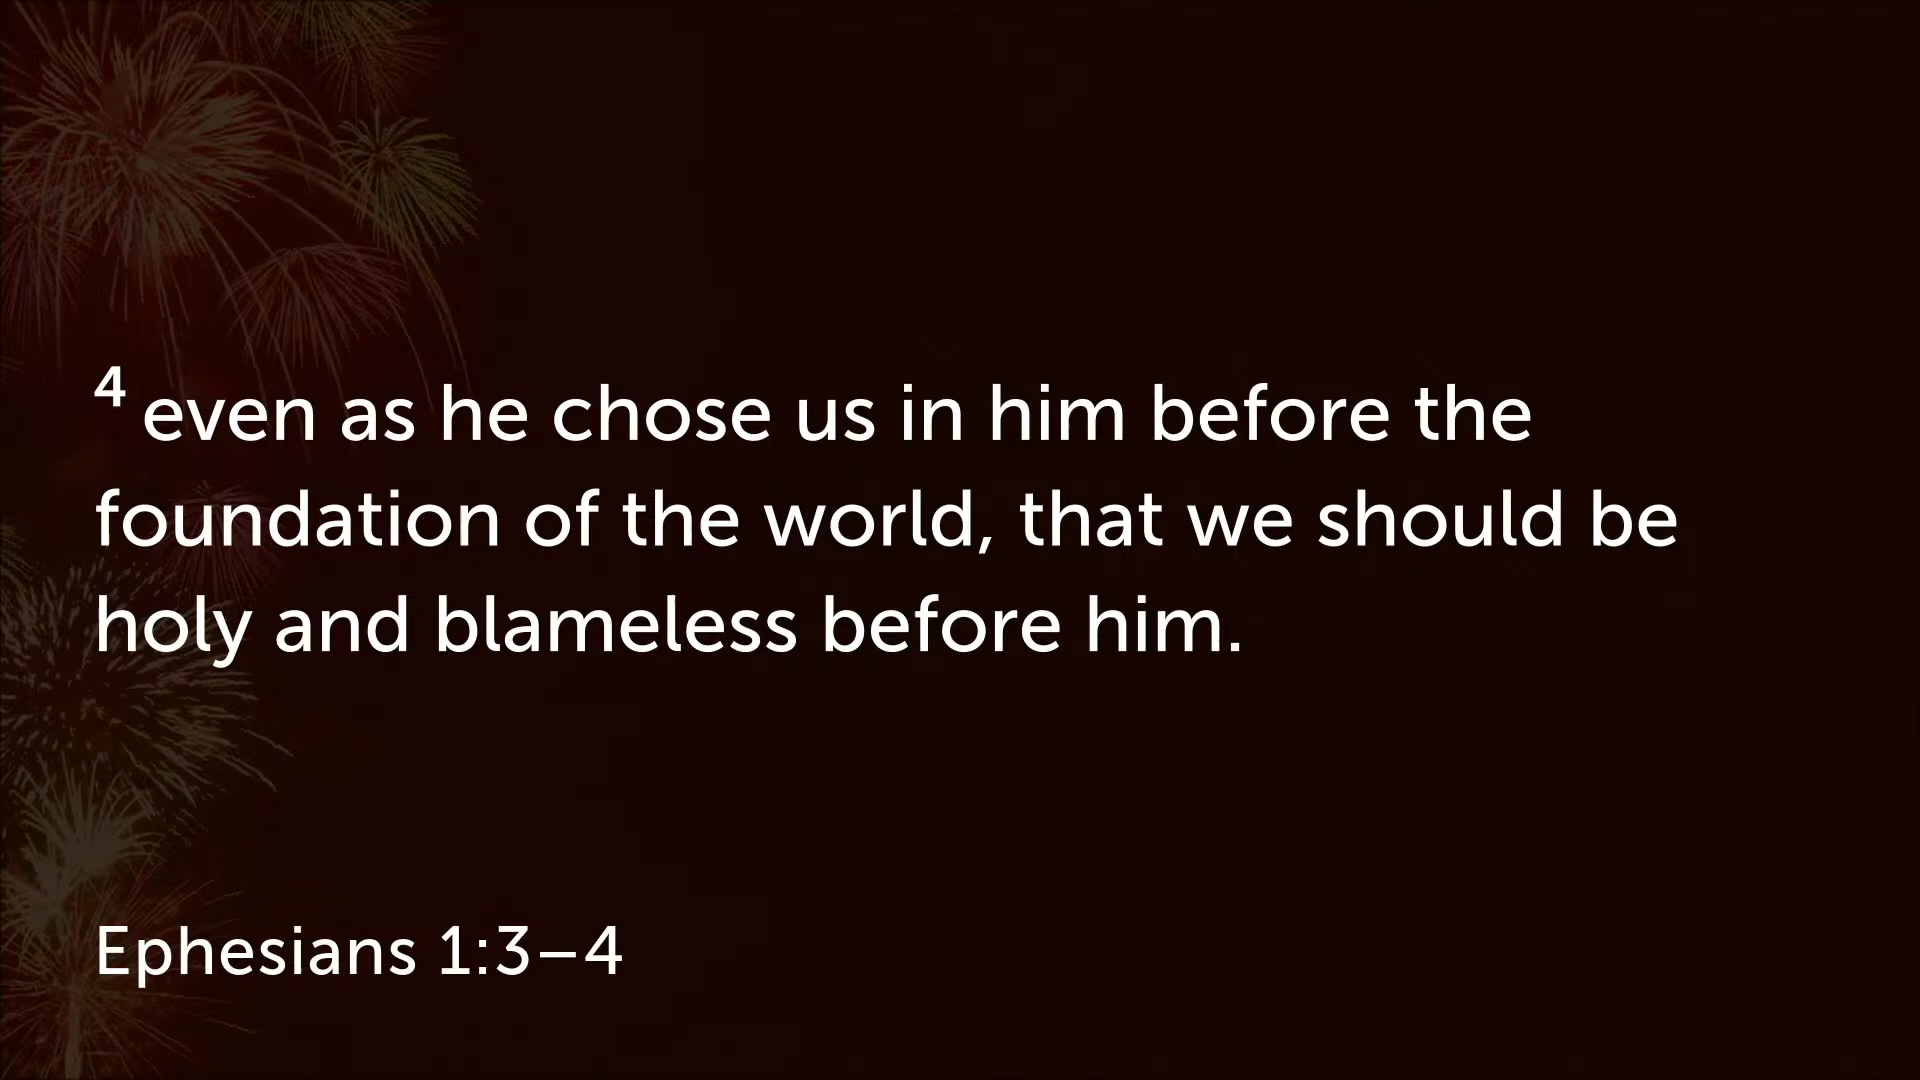 4 even as he chose us in him before the
foundation of the world, that we should be
holy and blameless before him.
Ephesians 1:3–4